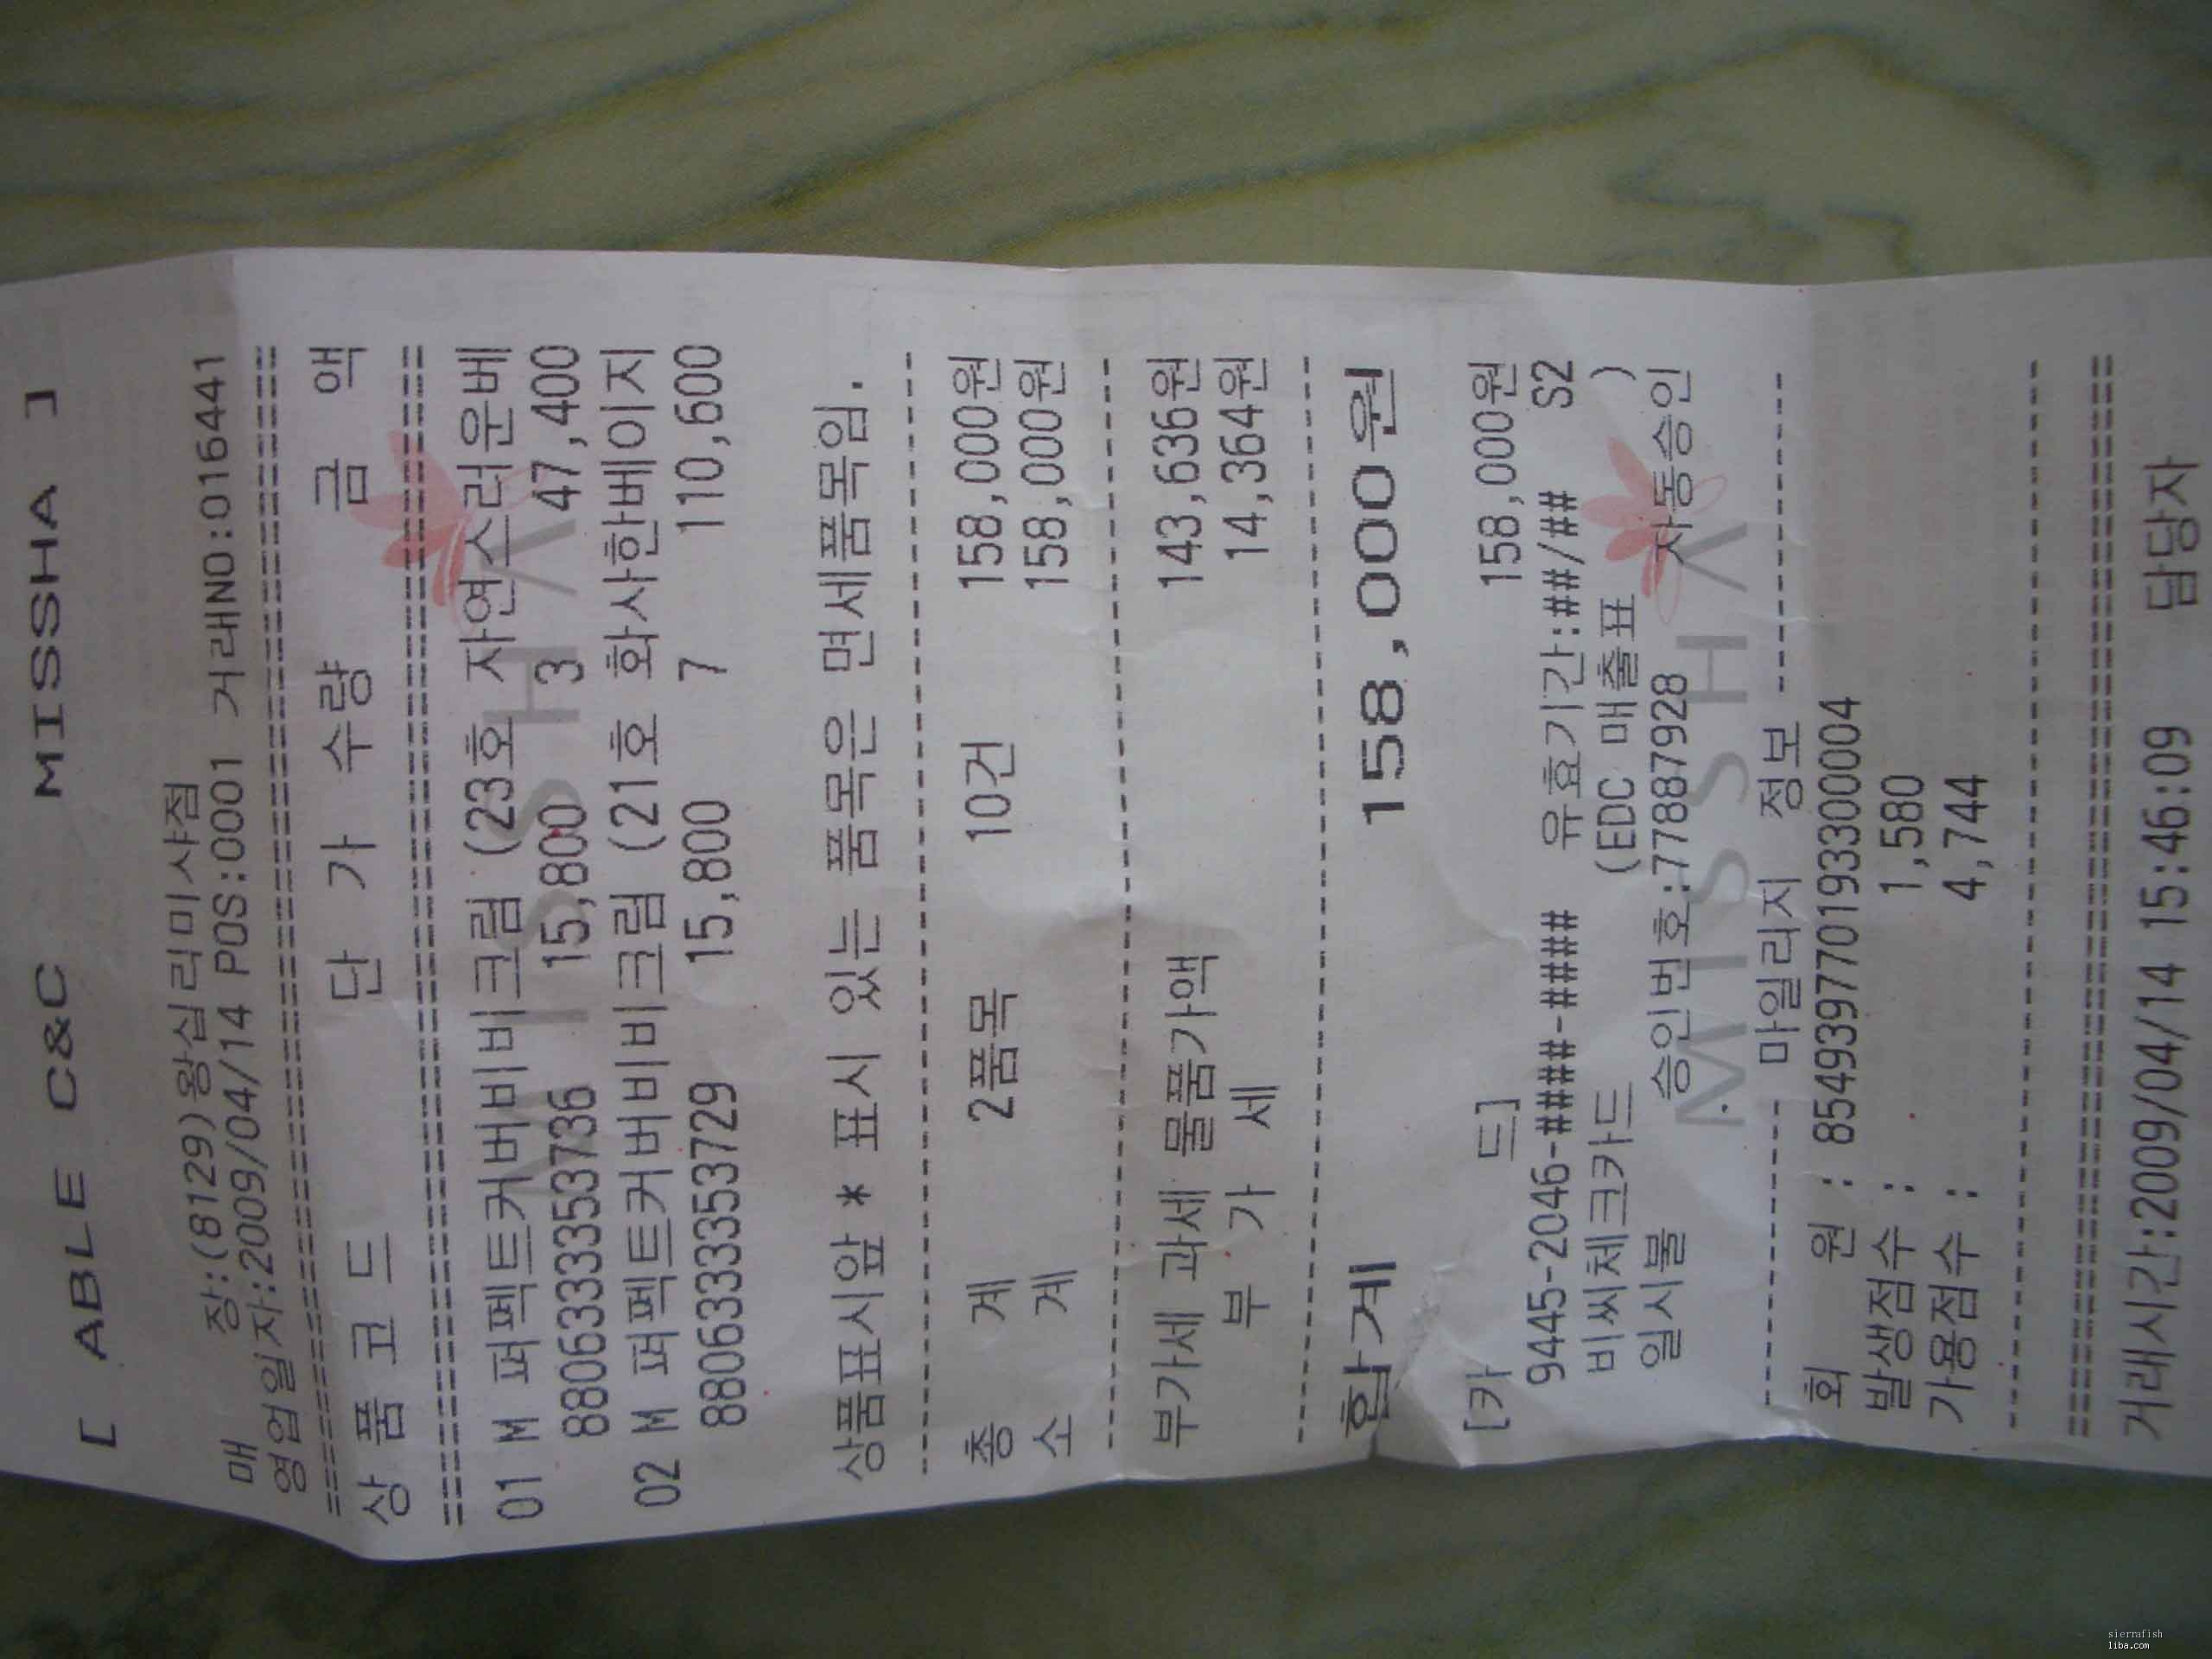 [ ABLE C&C MISSHA ]
매 장:(8129)왕십리미샤점
영업일자:2009/04/14 POS:0001 거래NO:016441
상 품 코 드 단 가 수량 금 액
01 M 퍼펙트커버비비크림 (23호 자연스러운베
8806333353736 15,800 3 47,400
02 M 퍼펙트커버비비크림 (21호 화사한베이지
8806333353729 15,800 7 110,600
상품표시앞 * 표시 있는 품목은 면세품목임.
총 계 2품목 10건 158,000원
소 계 158,000원
부가세 과세 물품가액 143,636원
부 가 세 14,364원
합계 158,000원
[카 드] 158,000원
9445-2046-####-#### 유효기간:##/## S2
비씨체크카드 (EDC 매출표 )
일시불 승인번호:778879928 자동승인
마일리지 정보
회 원 : 8549397701933000004
발생점수 : 1,580
가용점수 : 4,744
거래시간:2009/04/14 15:46:09 담당자
MISSHA
MISSHA
sierrafish
liba.com